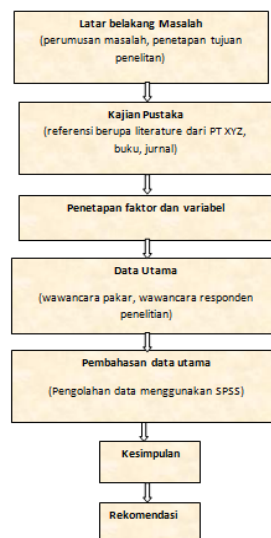 Latar belakang Masalah
(perumusan masalah, penetapan tujuan
penelitan)
Kajian Pustaka
(referensi berupa literature dari PT XYZ,
buku, jurnal)
Penetapan faktor dan variabel
Data Utama
(wawancara pakar, wawancara responden
penelitian)
Pembahasan data utama
(Pengolahan data menggunakan SPSS)
Kesimpulan
Rekomendasi